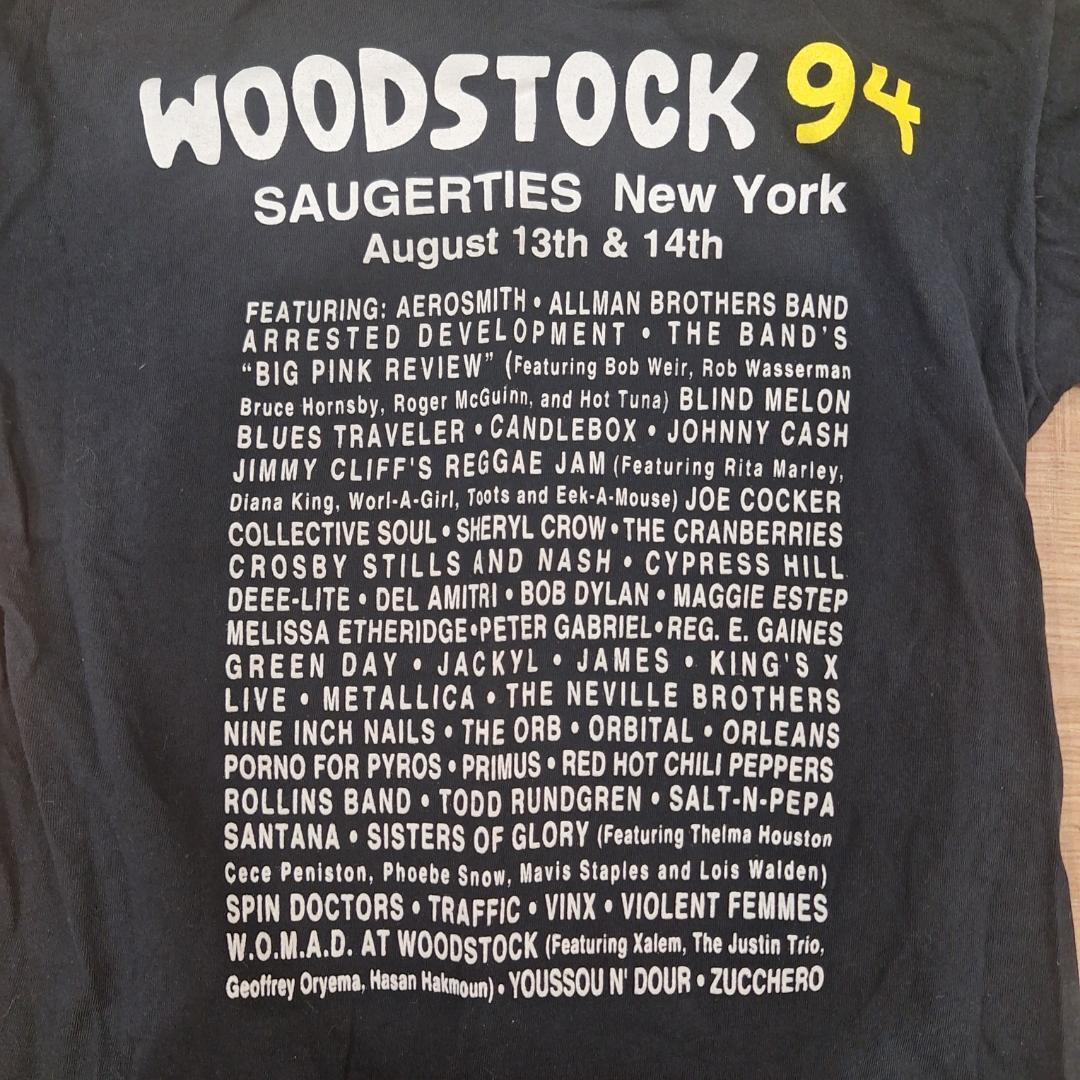 WOODSTOCK 94
SAUGERTIES New York
August 13th & 14th
FEATURING: AEROSMITH • ALLMAN BROTHERS BAND
ARRESTED DEVELOPMENT • THE BAND'S
“BIG PINK REVIEW” (Featuring Bob Weir, Rob Wasserman
Bruce Hornsby, Roger McGuinn, and Hot Tuna) BLIND MELON
BLUES TRAVELER • CANDLEBOX • JOHNNY CASH
JIMMY CLIFF'S REGGAE JAM (Featuring Rita Marley,
Diana King, Worl-A-Girl, Toots and Eek-A-Mouse) JOE COCKER
COLLECTIVE SOUL • SHERYL CROW • THE CRANBERRIES
CROSBY STILLS AND NASH • CYPRESS HILL
DEEE-LITE • DEL AMITRI • BOB DYLAN • MAGGIE ESTEP
MELISSA ETHERIDGE • PETER GABRIEL • REG. E. GAINES
GREEN DAY • JACKYL • JAMES • KING'S X
LIVE • METALLICA • THE NEVILLE BROTHERS
NINE INCH NAILS • THE ORB • ORBITAL • ORLEANS
PORNO FOR PYROS • PRIMUS • RED HOT CHILI PEPPERS
ROLLINS BAND • TODD RUNDGREN • SALT-N-PEPA
SANTANA • SISTERS OF GLORY (Featuring Thelma Houston
Cece Peniston, Phoebe Snow, Mavis Staples and Lois Walden)
SPIN DOCTORS • TRAFFIC • VINX • VIOLENT FEMMES
W.O.M.A.D. AT WOODSTOCK (Featuring Xalem, The Justin Trio,
Geoffrey Oryema, Hasan Hakmoun) • YOUSSOU N' DOUR • ZUCCHERO